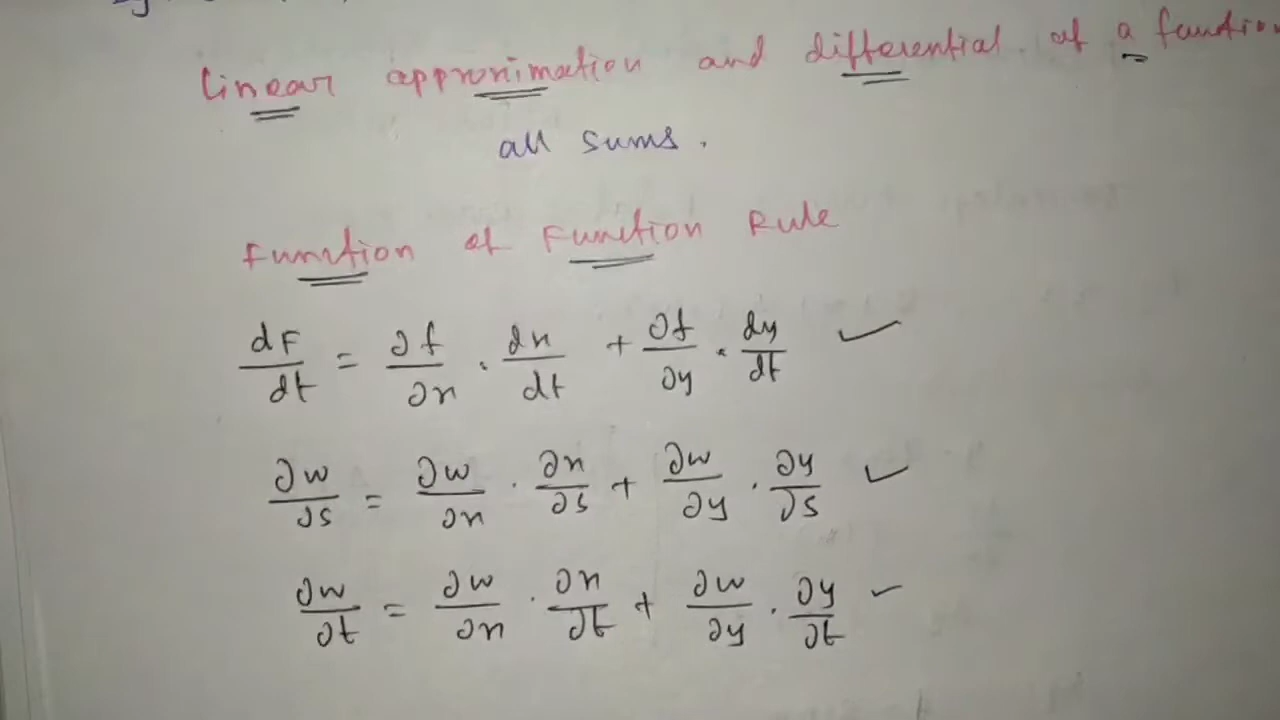 Linear approximation and differential of a function
all sums.
Function of Function Rule
dF/dt = ∂f/∂x . dx/dt + ∂f/∂y . dy/dt ✓
∂w/∂s = ∂w/∂x . ∂x/∂s + ∂w/∂y . ∂y/∂s ✓
∂w/∂t = ∂w/∂x . ∂x/∂t + ∂w/∂y . ∂y/∂t ✓